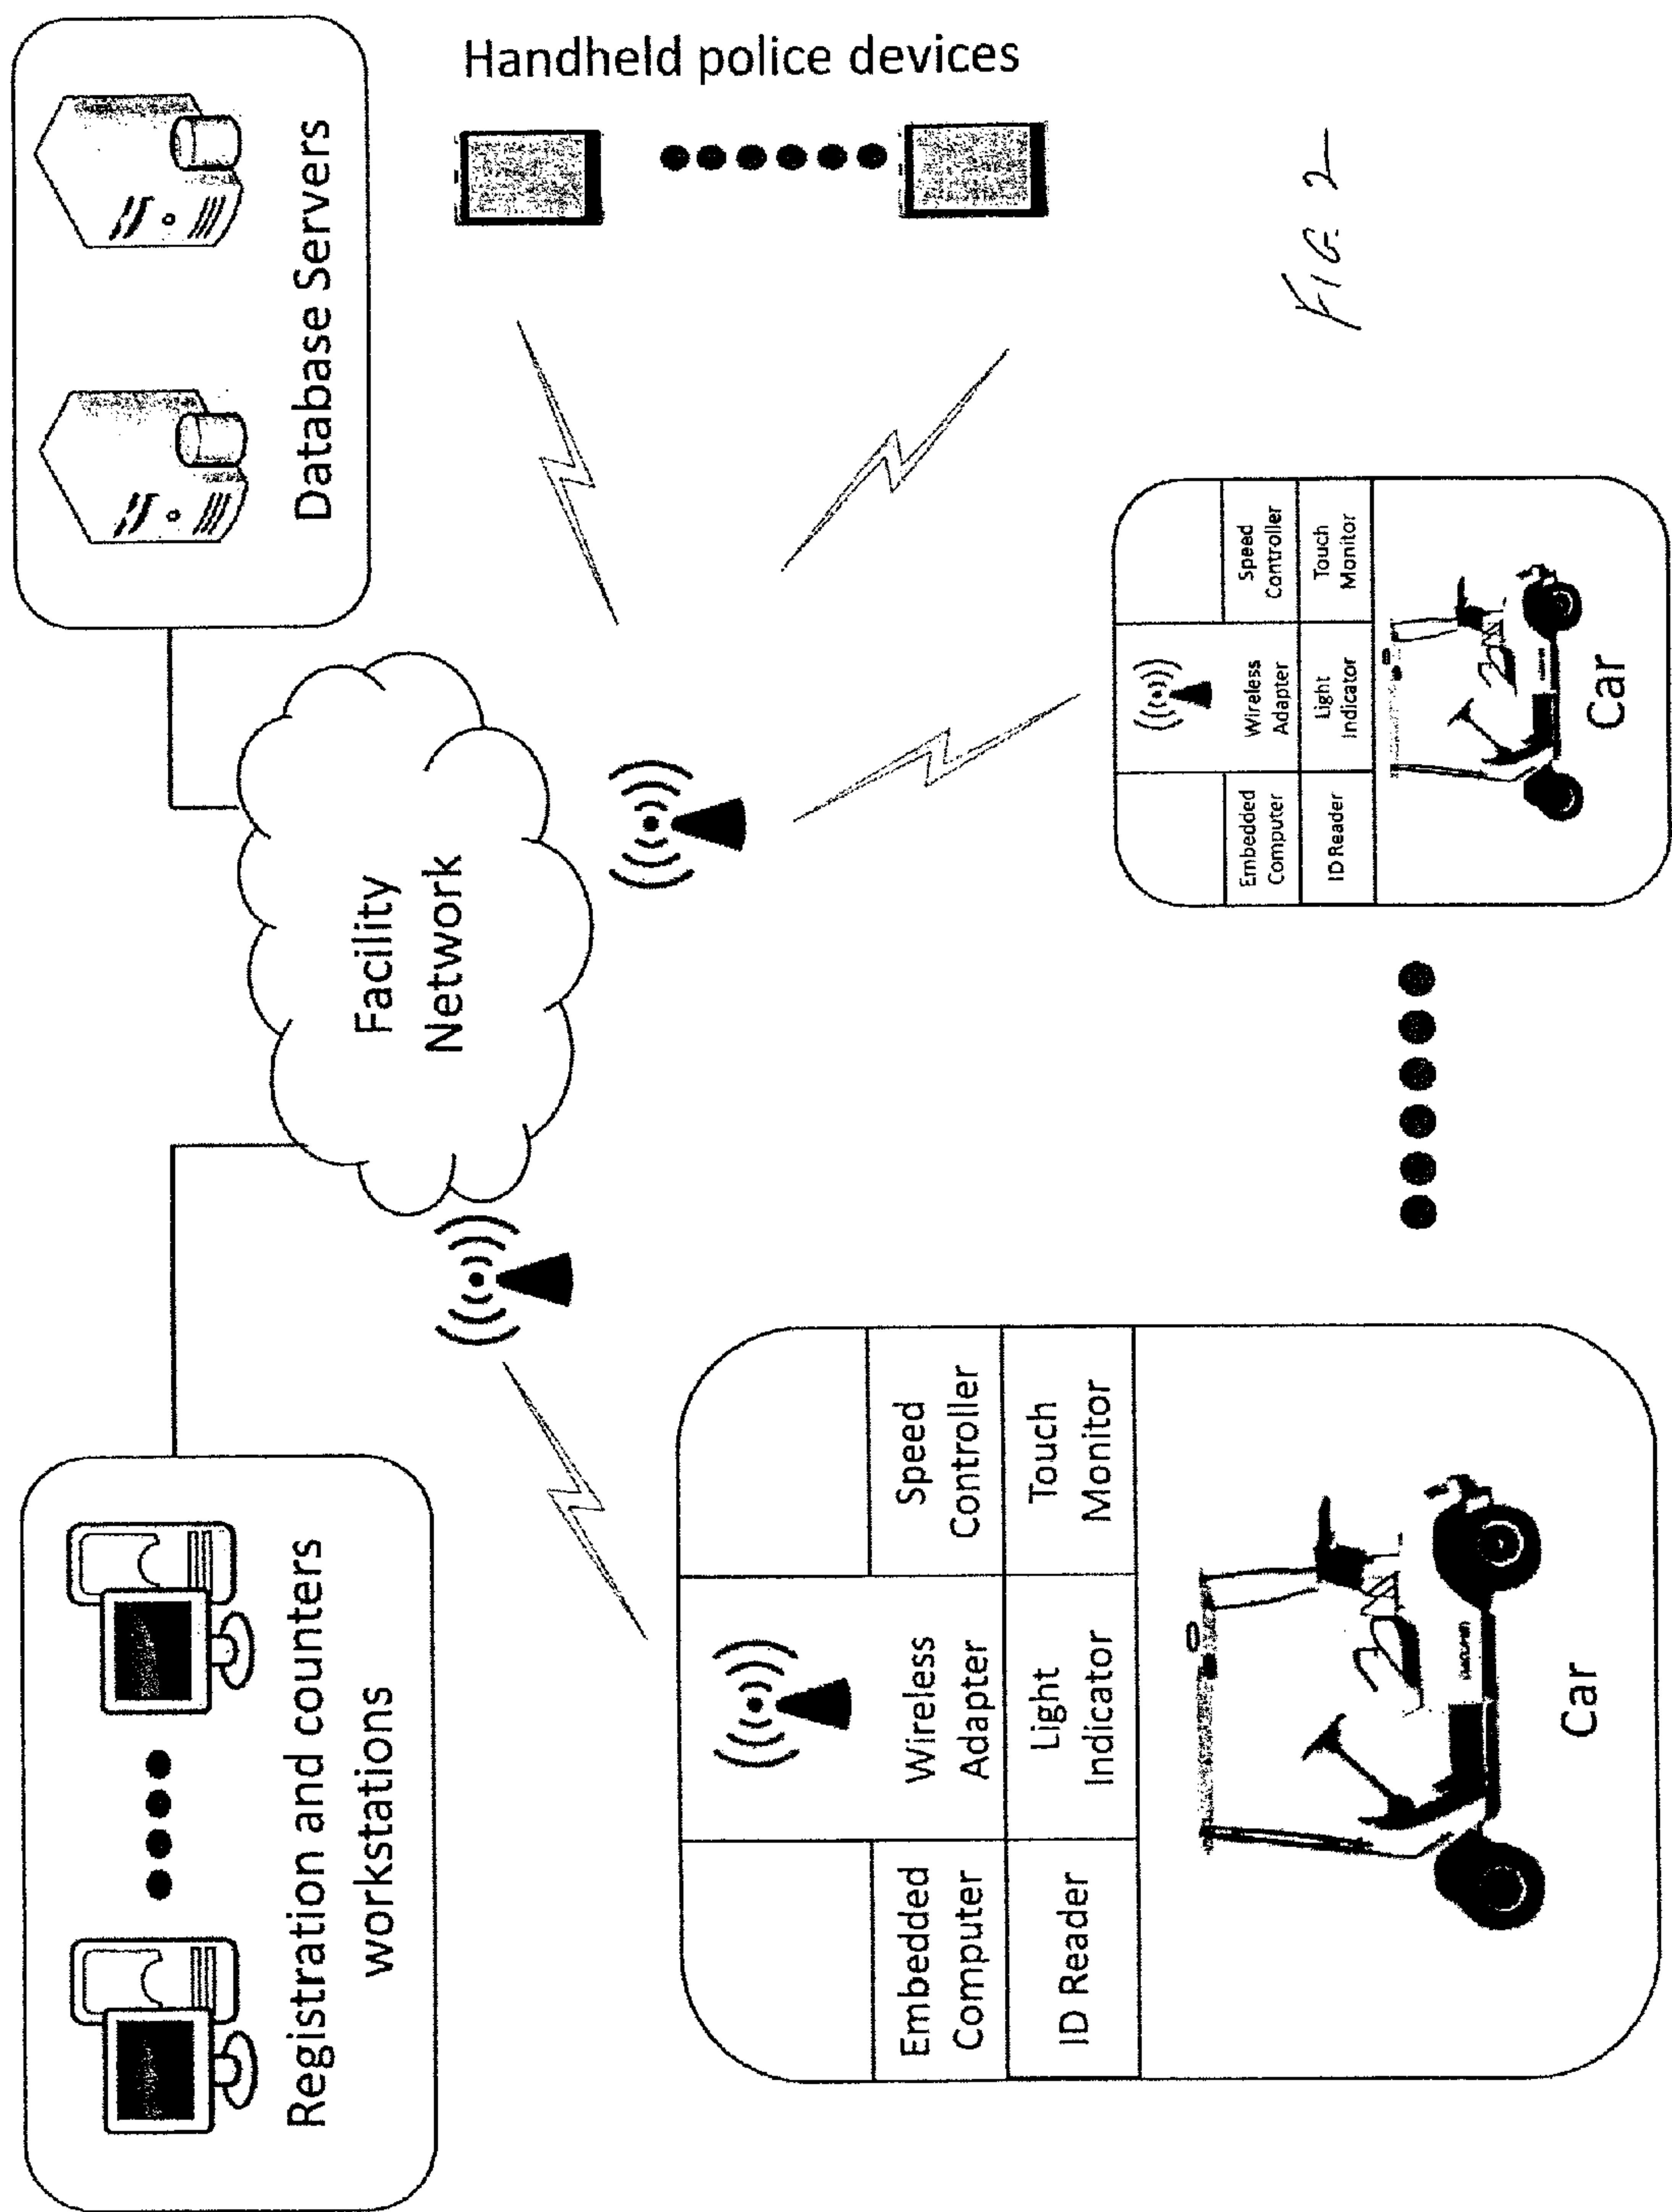 Registration and counters
workstations
Database Servers
Facility
Network
Handheld police devices
Embedded
Computer
Wireless
Adapter
Speed
Controller
ID Reader
Light
Indicator
Touch
Monitor
Car
Embedded
Computer
Wireless
Adapter
Speed
Controller
ID Reader
Light
Indicator
Touch
Monitor
Car
FIG. 2